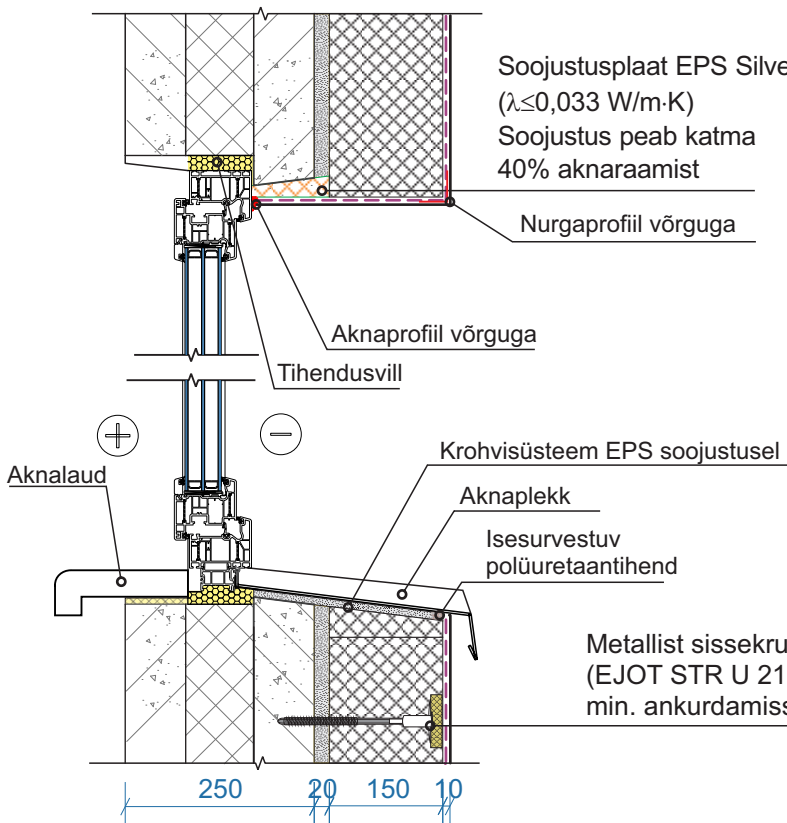 Soojustusplaat EPS Silve
(λ≤0,033 W/m·K)
Soojustus peab katma
40% aknaraamist
Nurgaprofiil võrguga
Aknaprofiil võrguga
Tihendusvill
+ −
Krohvisüsteem EPS soojustusel
Aknalaud
Aknaplekk
Isesurvestuv
polüuretaantihend
Metallist sissekru
(EJOT STR U 21
min. ankurdamiss
250 20 150 10